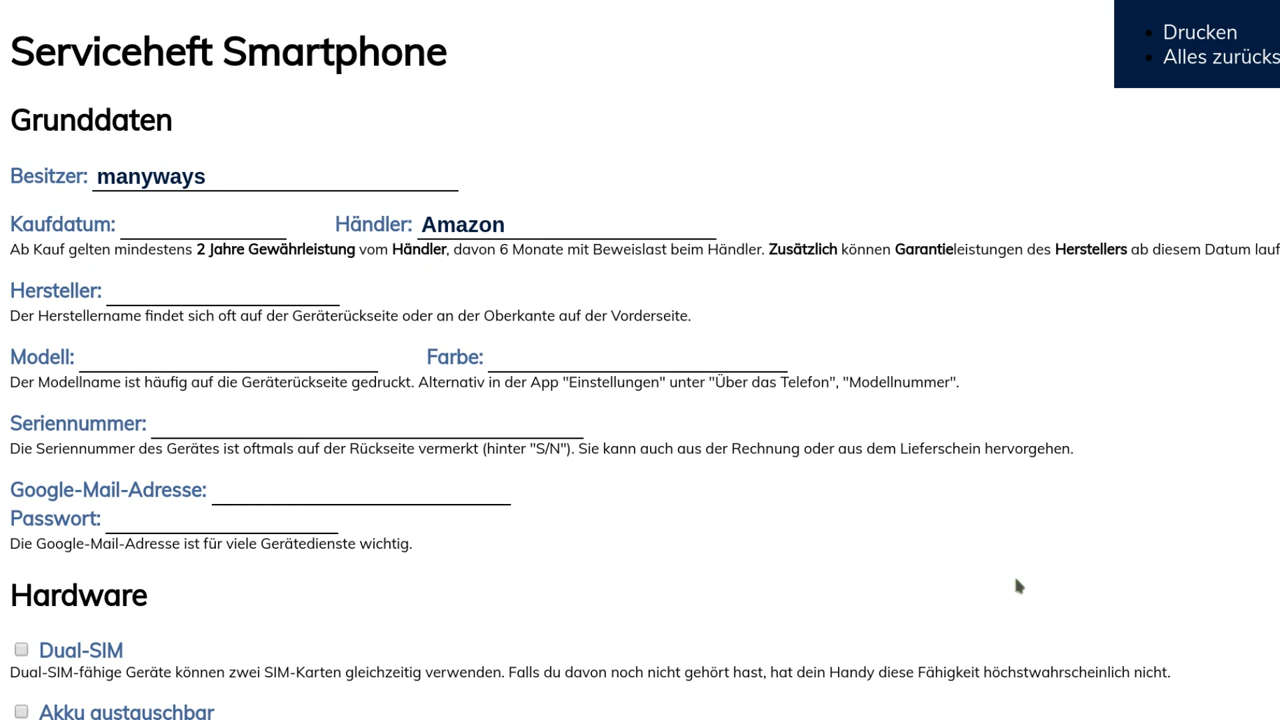 Serviceheft Smartphone
Drucken
Alles zurücks
Grunddaten
Besitzer: manyways
Kaufdatum: Händler: Amazon
Ab Kauf gelten mindestens 2 Jahre Gewährleistung vom Händler, davon 6 Monate mit Beweislast beim Händler. Zusätzlich können Garantieleistungen des Herstellers ab diesem Datum lauf
Hersteller:
Der Herstellername findet sich oft auf der Geräterückseite oder an der Oberkante auf der Vorderseite.
Modell: Farbe:
Der Modellname ist häufig auf die Geräterückseite gedruckt. Alternativ in der App "Einstellungen" unter "Über das Telefon", "Modellnummer".
Seriennummer:
Die Seriennummer des Gerätes ist oftmals auf der Rückseite vermerkt (hinter "S/N"). Sie kann auch aus der Rechnung oder aus dem Lieferschein hervorgehen.
Google-Mail-Adresse:
Passwort:
Die Google-Mail-Adresse ist für viele Gerätedienste wichtig.
Hardware
Dual-SIM
Dual-SIM-fähige Geräte können zwei SIM-Karten gleichzeitig verwenden. Falls du davon noch nicht gehört hast, hat dein Handy diese Fähigkeit höchstwahrscheinlich nicht.
Akku austauschbar